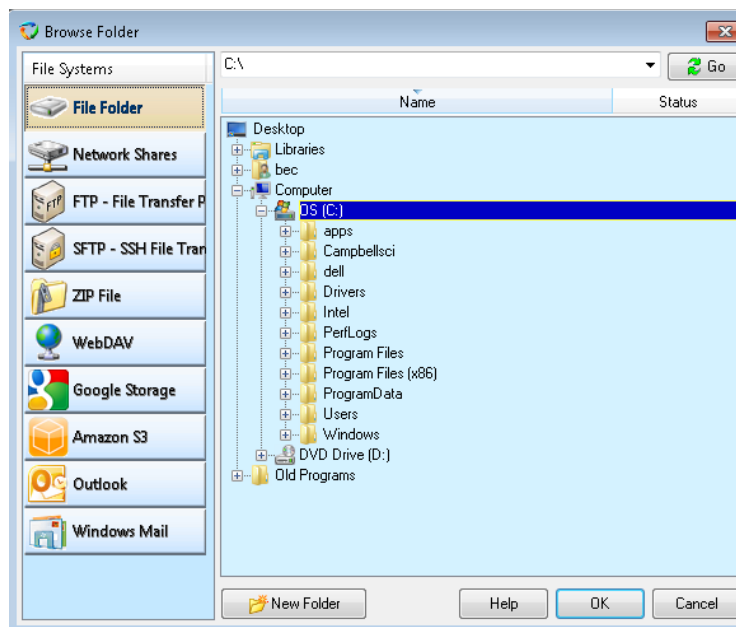 Browse Folder
File Systems
C:\
Go
Name
Status
File Folder
Network Shares
FTP - File Transfer P
SFTP - SSH File Tran
ZIP File
WebDAV
Google Storage
Amazon S3
Outlook
Windows Mail
Desktop
Libraries
bec
Computer
OS (C:)
apps
Campbellsci
dell
Drivers
Intel
PerfLogs
Program Files
Program Files (x86)
ProgramData
Users
Windows
DVD Drive (D:)
Old Programs
New Folder
Help
OK
Cancel